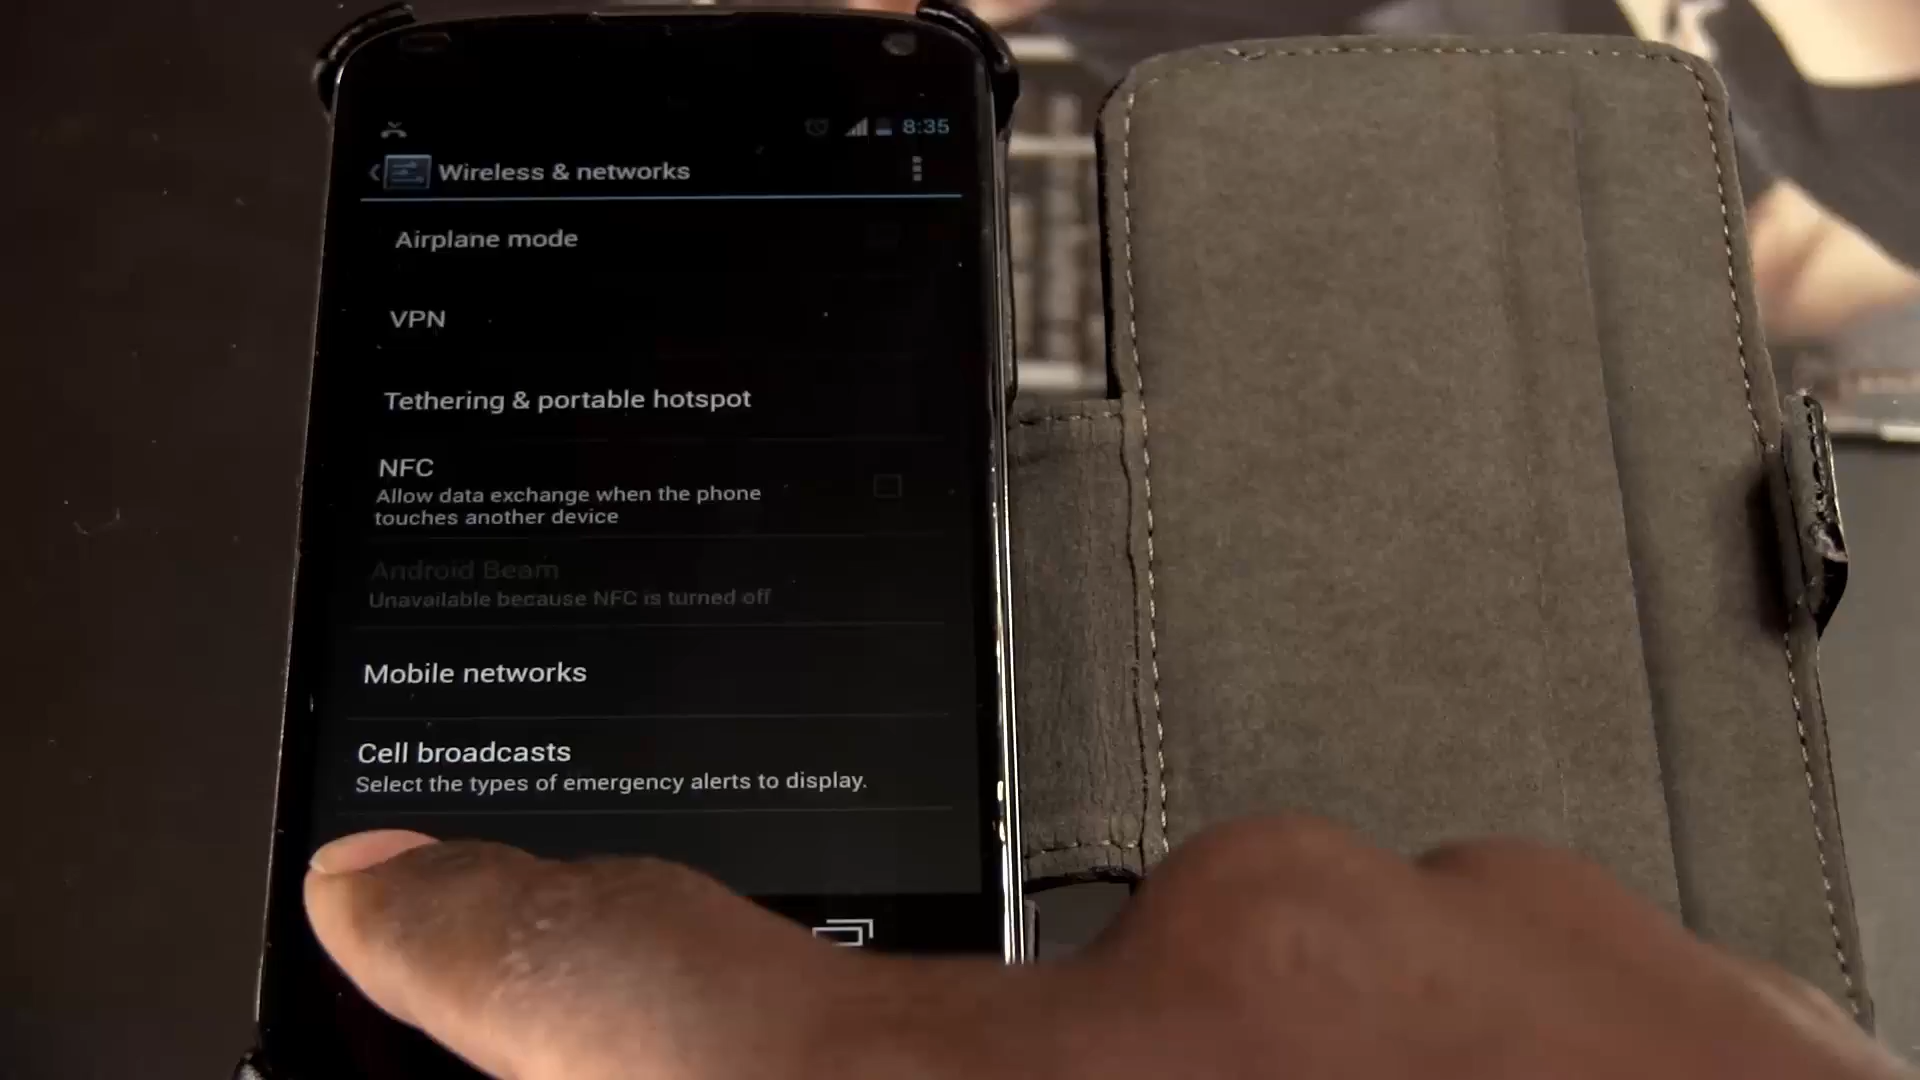 8:35
Wireless & networks
Airplane mode
VPN
Tethering & portable hotspot
NFC
Allow data exchange when the phone
touches another device
Android Beam
Unavailable because NFC is turned off
Mobile networks
Cell broadcasts
Select the types of emergency alerts to display.